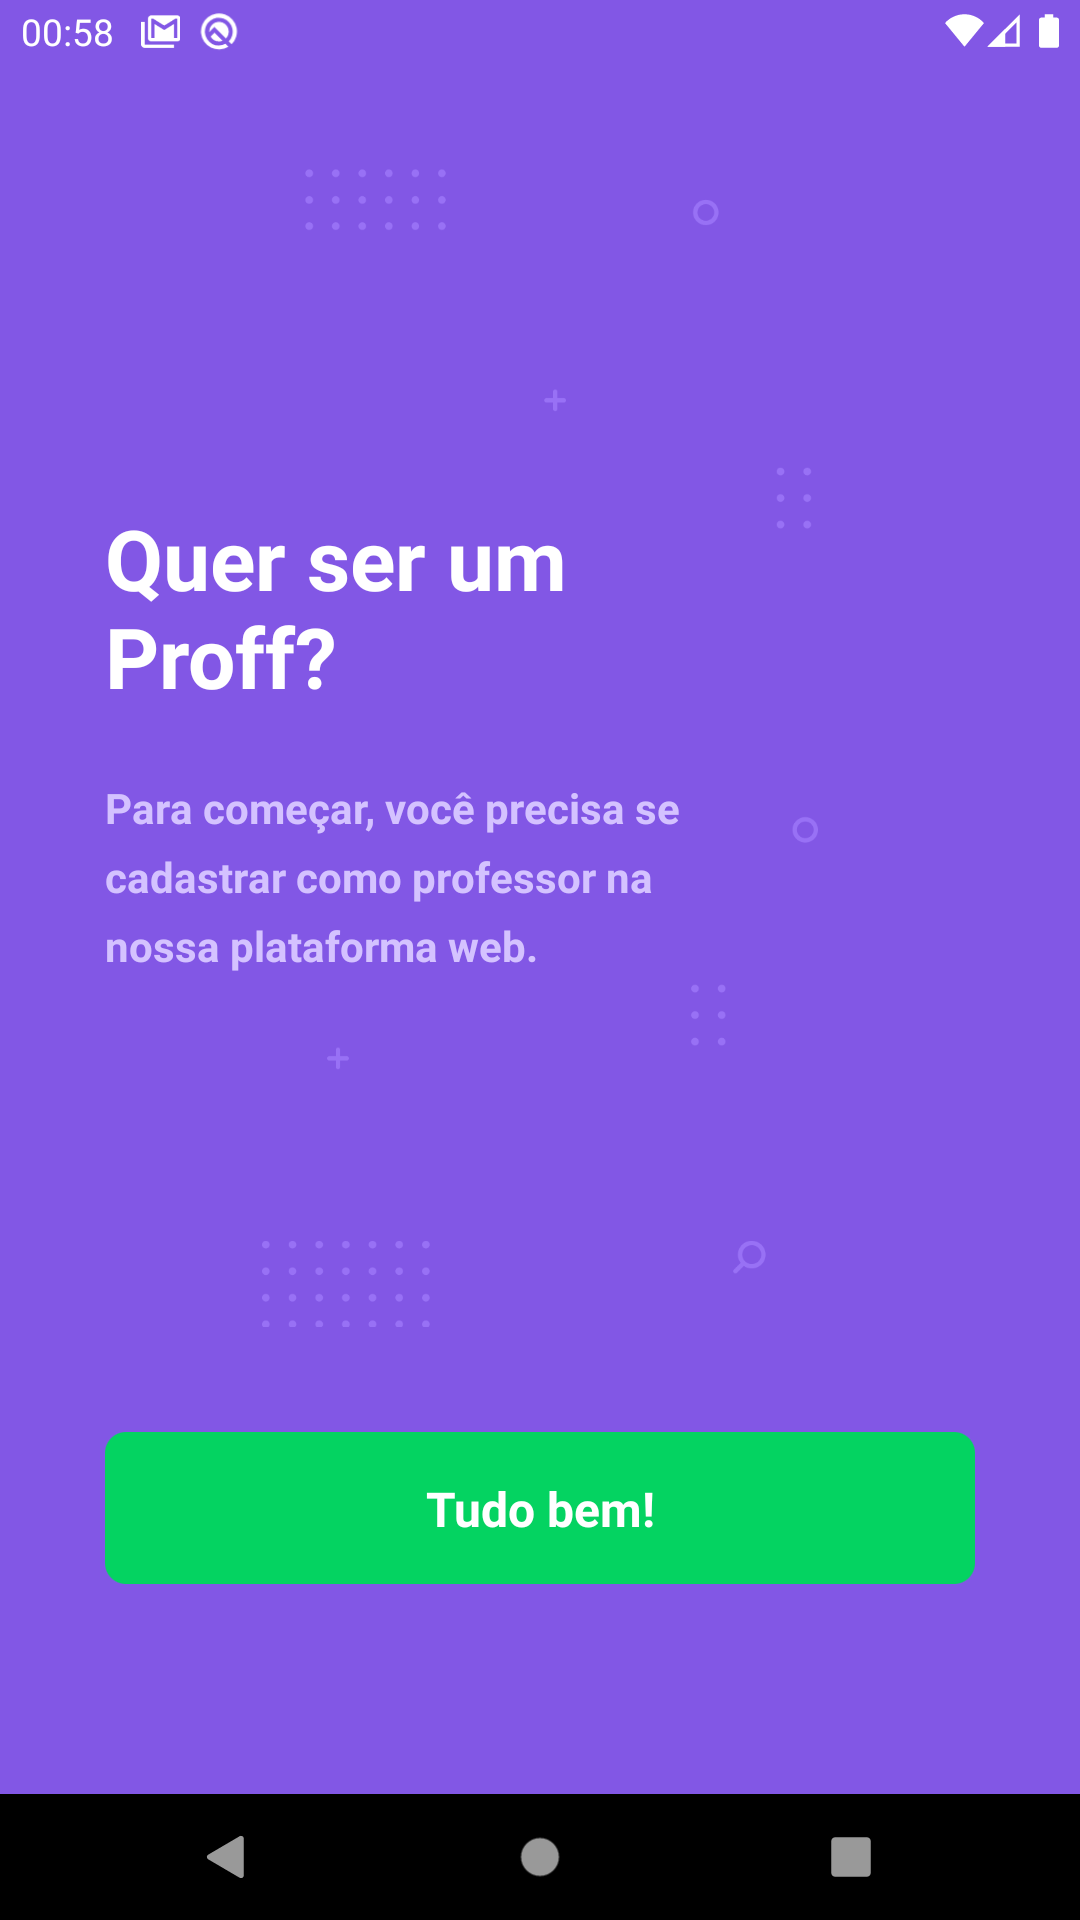 00:58
Quer ser um
Proff?
Para começar, você precisa se
cadastrar como professor na
nossa plataforma web.
Tudo bem!